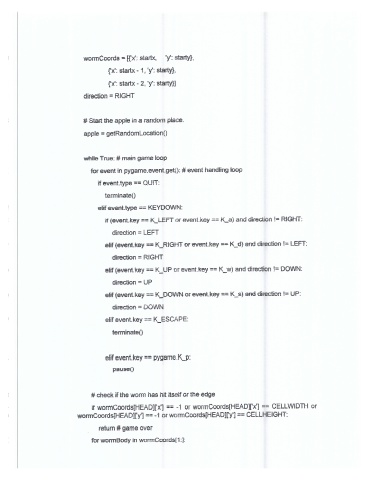 wormCoords = [{'x': startx, 'y': starty},
{'x': startx - 1, 'y': starty},
{'x': startx - 2, 'y': starty}]
direction = RIGHT
# Start the apple in a random place.
apple = getRandomLocation()
while True: # main game loop
for event in pygame.event.get(): # event handling loop
if event.type == QUIT:
terminate()
elif event.type == KEYDOWN:
if (event.key == K_LEFT or event.key == K_a) and direction != RIGHT:
direction = LEFT
elif (event.key == K_RIGHT or event.key == K_d) and direction != LEFT:
direction = RIGHT
elif (event.key == K_UP or event.key == K_w) and direction != DOWN:
direction = UP
elif (event.key == K_DOWN or event.key == K_s) and direction != UP:
direction = DOWN
elif event.key == K_ESCAPE:
terminate()
elif event.key == pygame.K_p:
pause()
# check if the worm has hit itself or the edge
if wormCoords[HEAD]['x'] == -1 or wormCoords[HEAD]['x'] == CELLWIDTH or
wormCoords[HEAD]['y'] == -1 or wormCoords[HEAD]['y'] == CELLHEIGHT:
return # game over
for wormBody in wormCoords[1:]: